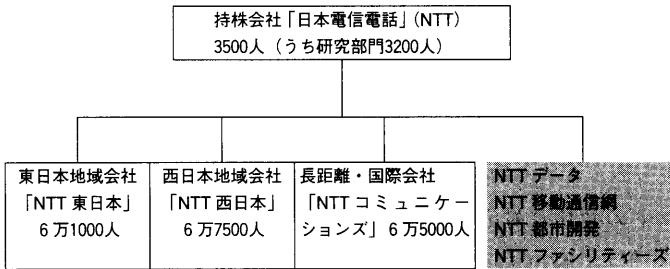 持株会社「日本電信電話」(NTT)
3500人（うち研究部門3200人）
東日本地域会社
「NTT 東日本」
6 万1000人
西日本地域会社
「NTT 西日本」
6 万7500人
長距離・国際会社
「NTT コミュニケー
ションズ」6 万5000人
NTT データ
NTT 移動通信網
NTT 都市開発
NTT ファシリティーズ